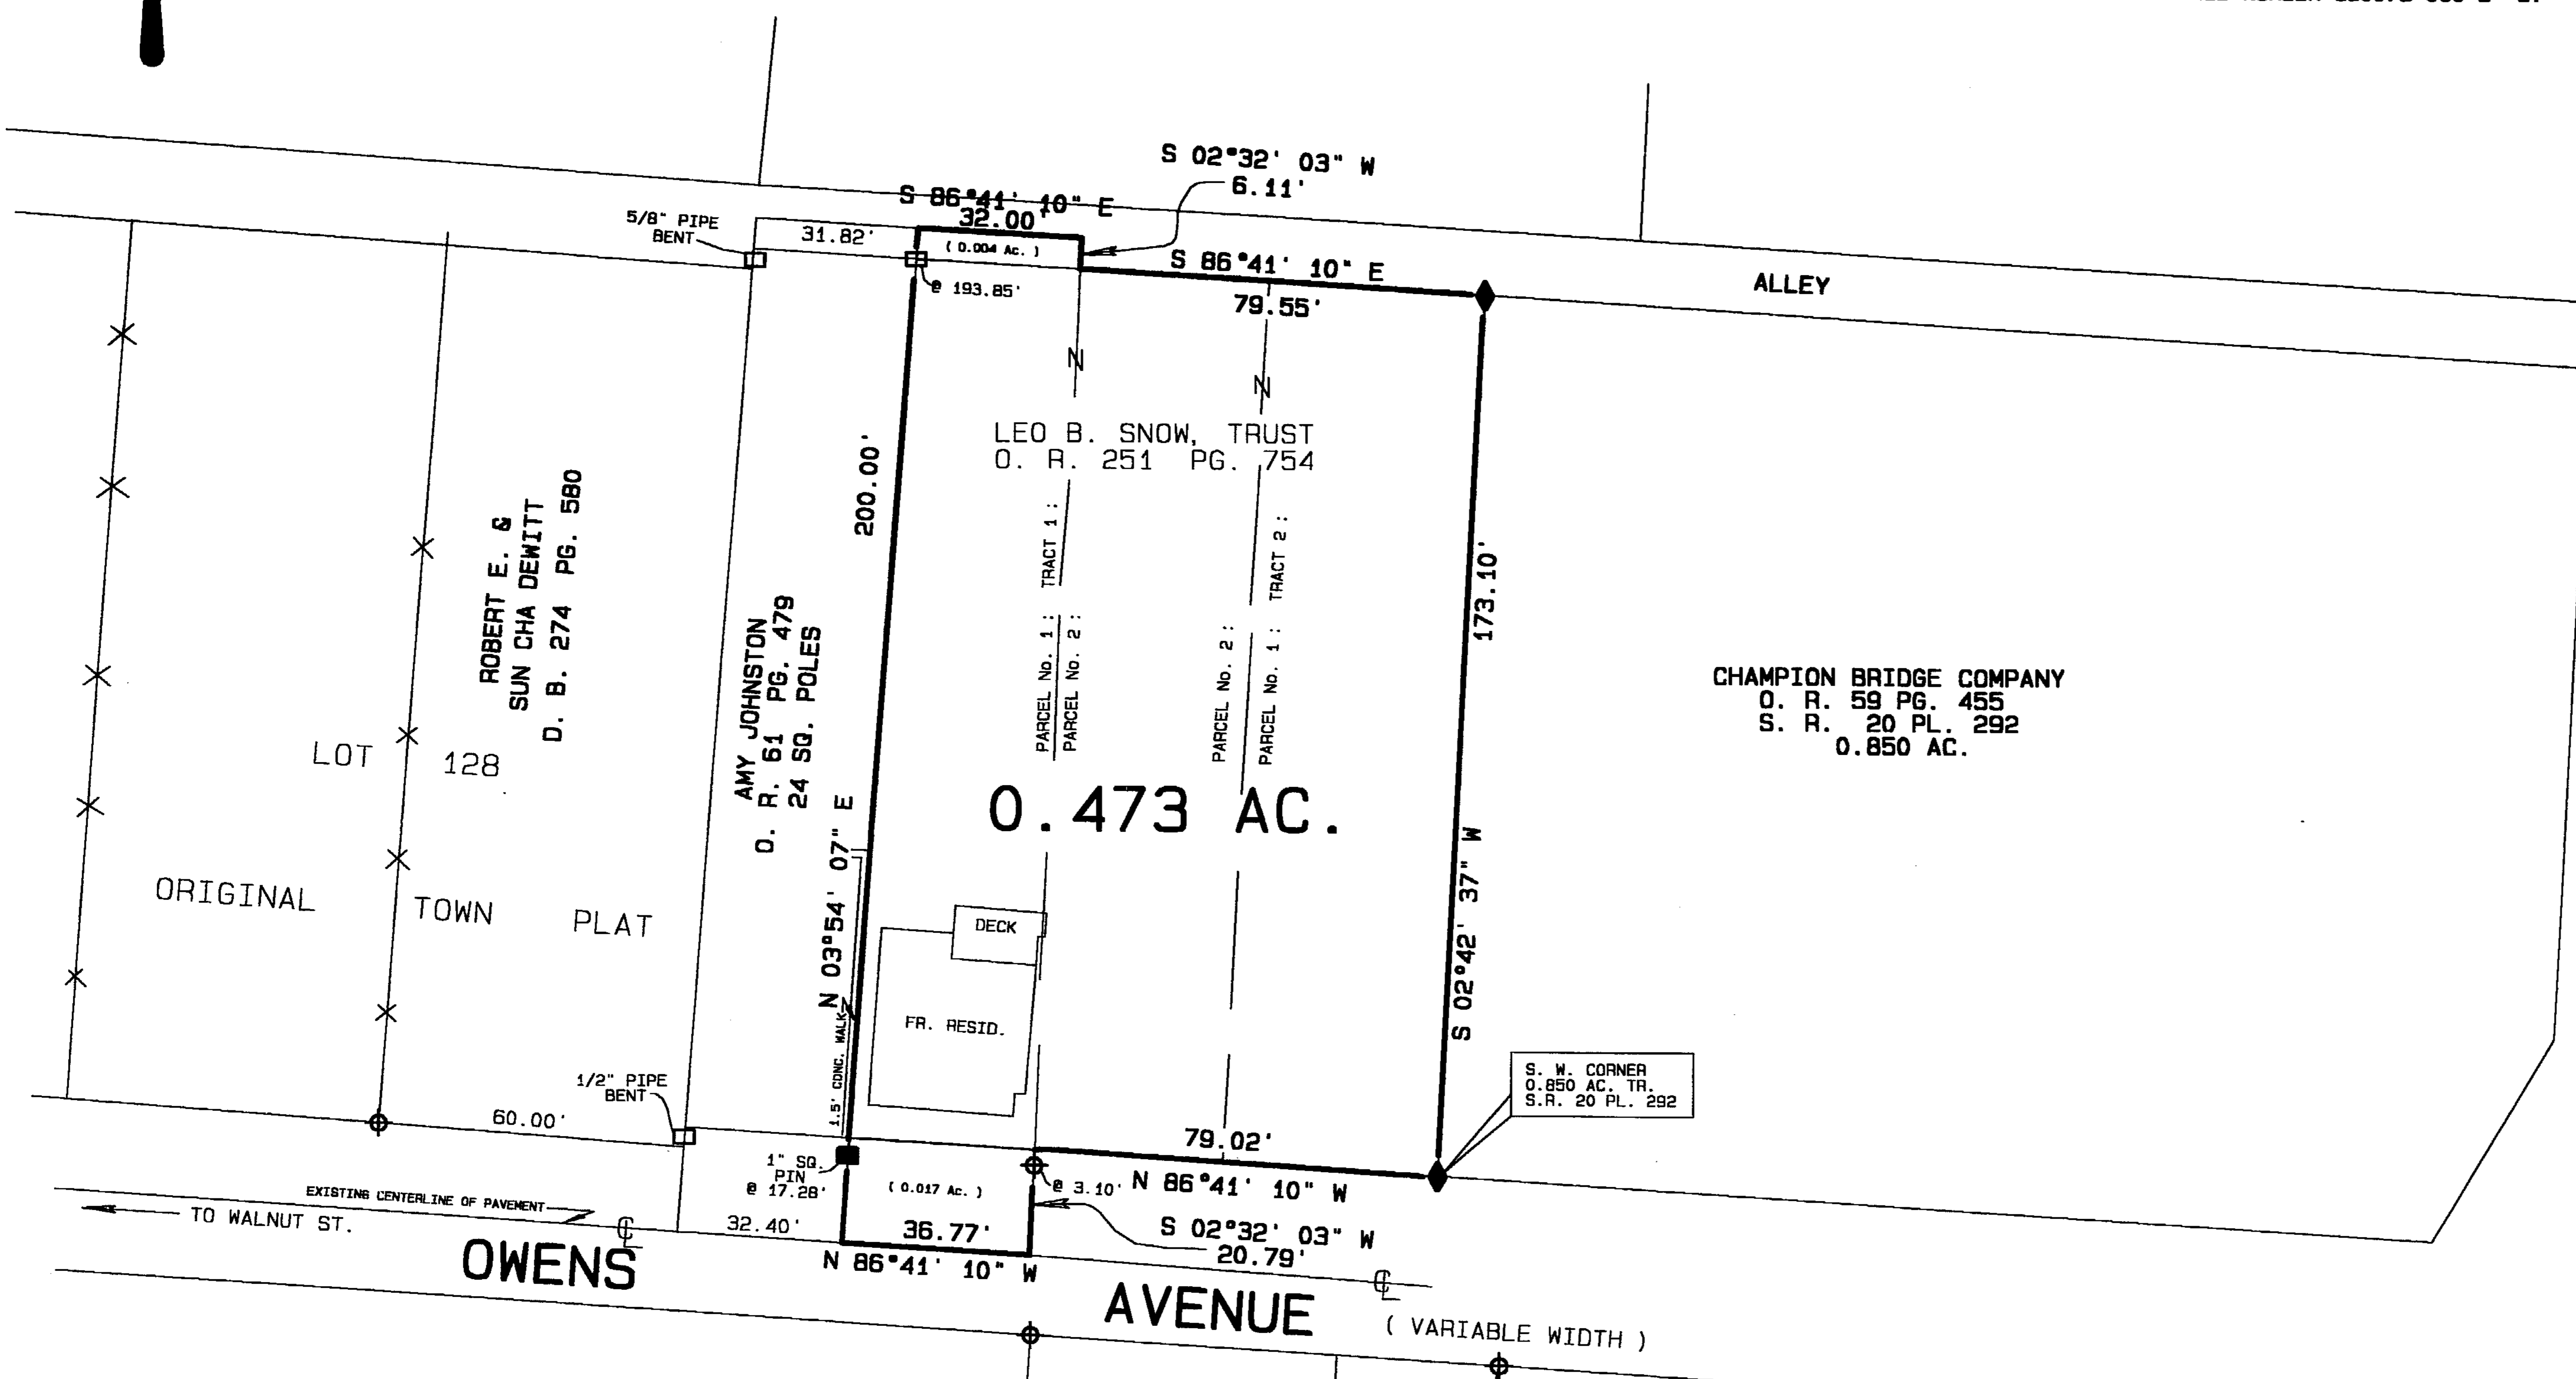 S 02°32' 03" W
6.11'
S 86°41' 10" E
32.00'
5/8" PIPE
BENT
31.82'
( 0.004 Ac. )
@ 193.85'
S 86°41' 10" E
79.55'
ALLEY
N
N
LEO B. SNOW, TRUST
O. R. 251 PG. 754
200.00'
N 03°54' 07" E
TRACT 1 :
TRACT 2 :
PARCEL No. 1 :
PARCEL No. 2 :
PARCEL No. 2 :
PARCEL No. 1 :
173.10'
S 02°42' 37" W
ROBERT E. &
SUN CHA DEWITT
D. B. 274 PG. 580
AMY JOHNSTON
O. R. 61 PG. 479
24 SQ. POLES
CHAMPION BRIDGE COMPANY
O. R. 59 PG. 455
S. R. 20 PL. 292
0.850 AC.
LOT 128
0.473 AC.
ORIGINAL TOWN PLAT
DECK
FR. RESID.
1.5' CONC. WALK
S. W. CORNER
0.850 AC. TR.
S.R. 20 PL. 292
1/2" PIPE
BENT
60.00'
79.02'
N 86°41' 10" W
1" SQ.
PIN
@ 17.28'
( 0.017 Ac. )
@ 3.10'
EXISTING CENTERLINE OF PAVEMENT
TO WALNUT ST.
32.40'
36.77'
N 86°41' 10" W
S 02°32' 03" W
20.79'
OWENS AVENUE
( VARIABLE WIDTH )